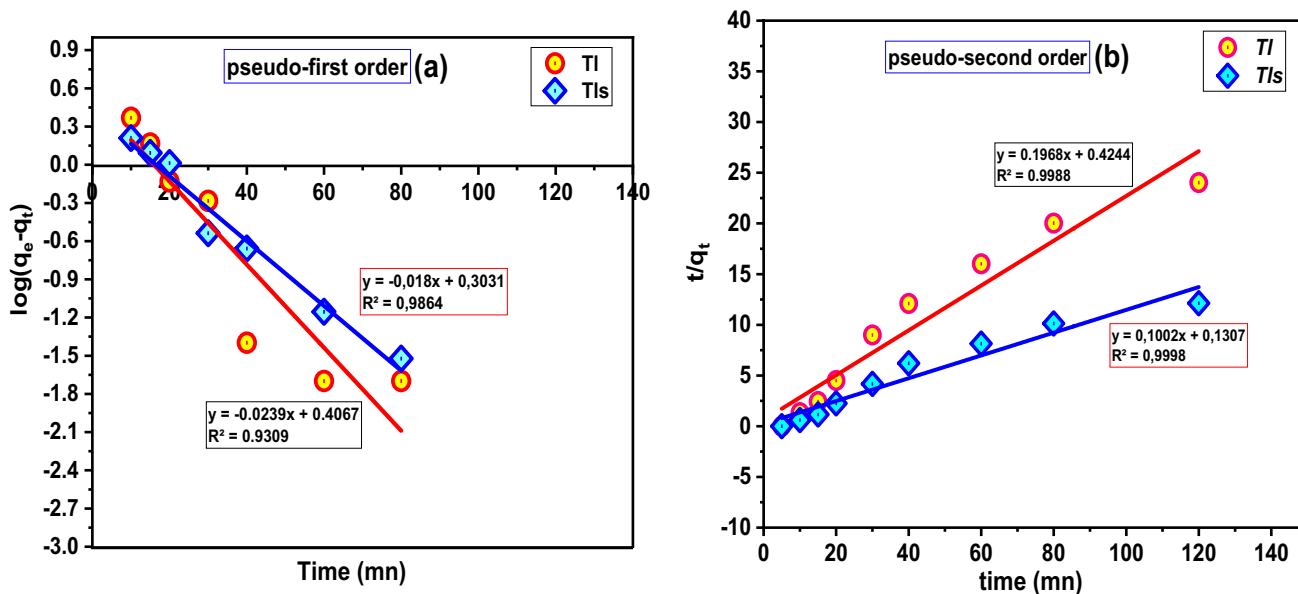 pseudo-first order (a)
Tl
Tls
0.9
0.6
0.3
0.0
-0.3
-0.6
-0.9
-1.2
-1.5
-1.8
-2.1
-2.4
-2.7
-3.0
0 20 40 60 80 100 120 140
log(qe-qt)
y = -0,018x + 0,3031
R² = 0,9864
y = -0.0239x + 0.4067
R² = 0.9309
Time (mn)
pseudo-second order (b)
Tl
Tls
40
35
30
25
20
15
10
5
0
-5
-10
t/qt
y = 0.1968x + 0.4244
R² = 0.9988
y = 0,1002x + 0,1307
R² = 0,9998
0 20 40 60 80 100 120 140
time (mn)